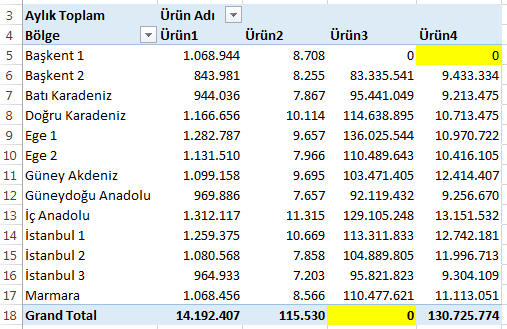 3 Aylık Toplam Ürün Adı
4 Bölge Ürün1 Ürün2 Ürün3 Ürün4
5 Başkent 1 1.068.944 8.708 0 0
6 Başkent 2 843.981 8.255 83.335.541 9.433.334
7 Batı Karadeniz 944.036 7.867 95.441.049 9.213.475
8 Doğru Karadeniz 1.166.656 10.114 114.638.895 10.713.475
9 Ege 1 1.282.787 9.657 136.025.544 10.970.722
10 Ege 2 1.131.510 7.966 110.489.643 10.416.105
11 Güney Akdeniz 1.099.158 9.695 103.471.405 12.414.407
12 Güneydoğu Anadolu 969.886 7.657 92.119.432 9.256.670
13 İç Anadolu 1.312.117 11.315 129.105.248 13.151.532
14 İstanbul 1 1.259.375 10.669 113.311.833 12.742.181
15 İstanbul 2 1.080.568 7.858 104.889.805 11.996.713
16 İstanbul 3 964.933 7.203 95.821.823 9.304.109
17 Marmara 1.068.456 8.566 110.477.621 11.113.051
18 Grand Total 14.192.407 115.530 0 130.725.774